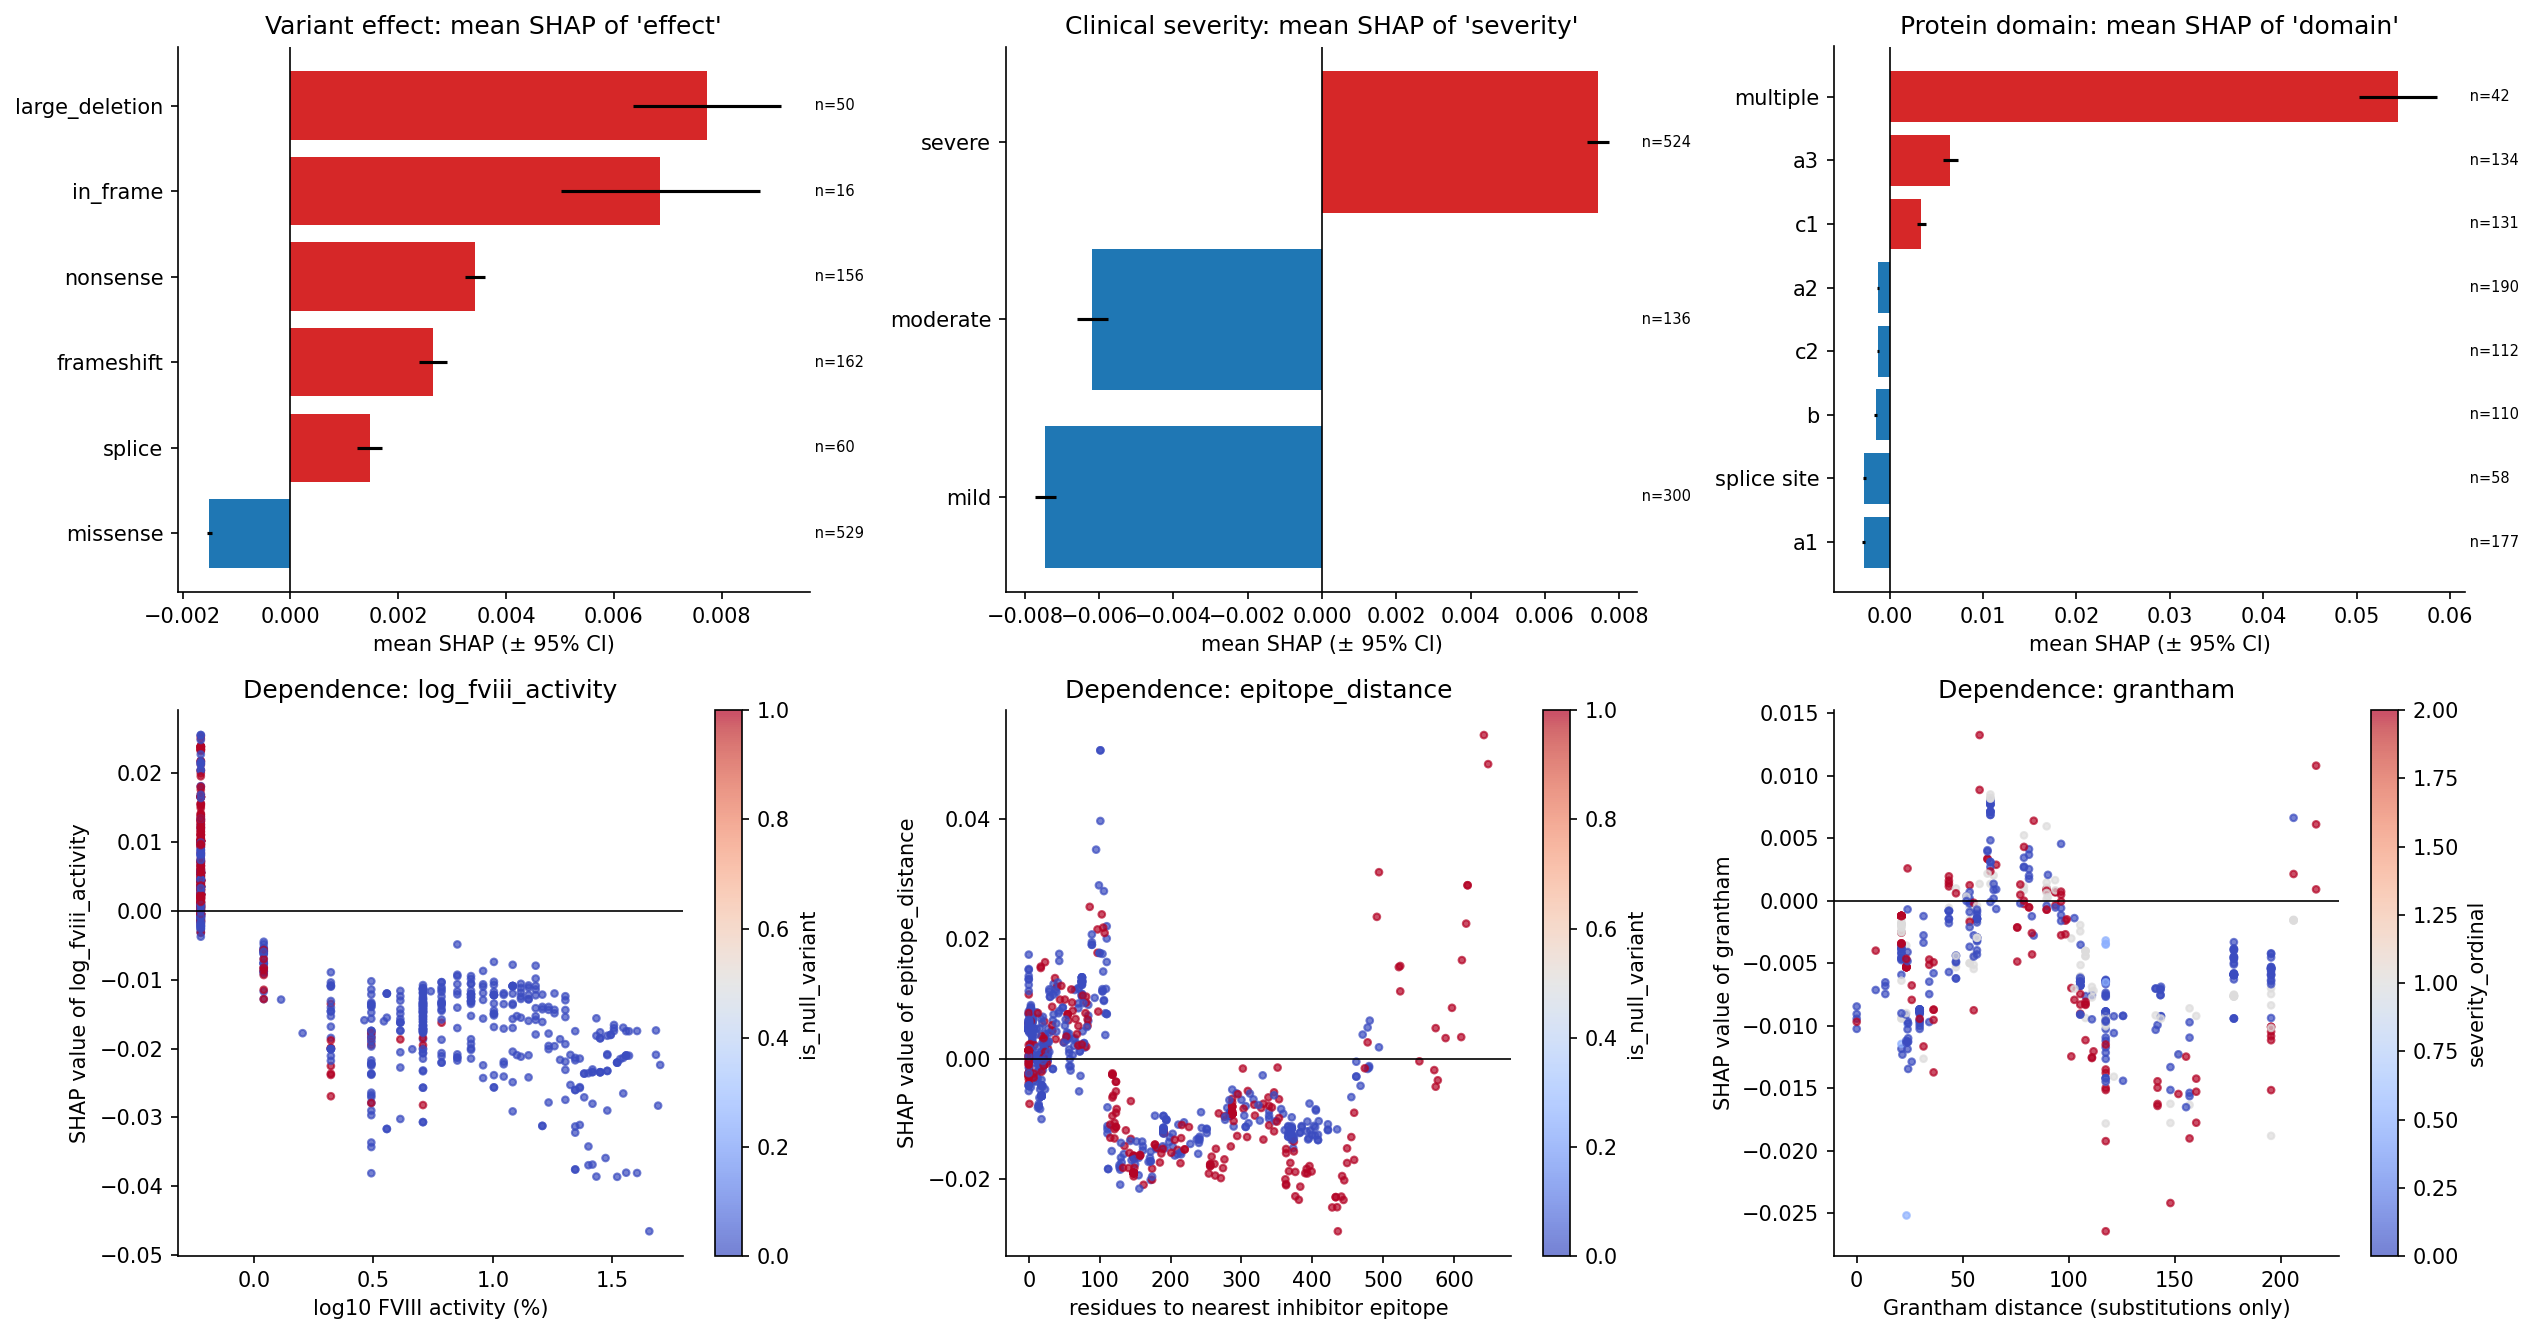 Variant effect: mean SHAP of 'effect'
large_deletion
in_frame
nonsense
frameshift
splice
missense
n=50
n=16
n=156
n=162
n=60
n=529
−0.002 0.000 0.002 0.004 0.006 0.008
mean SHAP (± 95% CI)
Clinical severity: mean SHAP of 'severity'
severe
moderate
mild
n=524
n=136
n=300
−0.008 −0.006 −0.004 −0.002 0.000 0.002 0.004 0.006 0.008
mean SHAP (± 95% CI)
Protein domain: mean SHAP of 'domain'
multiple
a3
c1
a2
c2
b
splice site
a1
n=42
n=134
n=131
n=190
n=112
n=110
n=58
n=177
0.00 0.01 0.02 0.03 0.04 0.05 0.06
mean SHAP (± 95% CI)
Dependence: log_fviii_activity
SHAP value of log_fviii_activity
0.02
0.01
0.00
−0.01
−0.02
−0.03
−0.04
−0.05
0.0 0.5 1.0 1.5
log10 FVIII activity (%)
1.0
0.8
0.6
0.4
0.2
0.0
is_null_variant
Dependence: epitope_distance
SHAP value of epitope_distance
0.04
0.02
0.00
−0.02
0 100 200 300 400 500 600
residues to nearest inhibitor epitope
1.0
0.8
0.6
0.4
0.2
0.0
is_null_variant
Dependence: grantham
SHAP value of grantham
0.015
0.010
0.005
0.000
−0.005
−0.010
−0.015
−0.020
−0.025
0 50 100 150 200
Grantham distance (substitutions only)
2.00
1.75
1.50
1.25
1.00
0.75
0.50
0.25
0.00
severity_ordinal